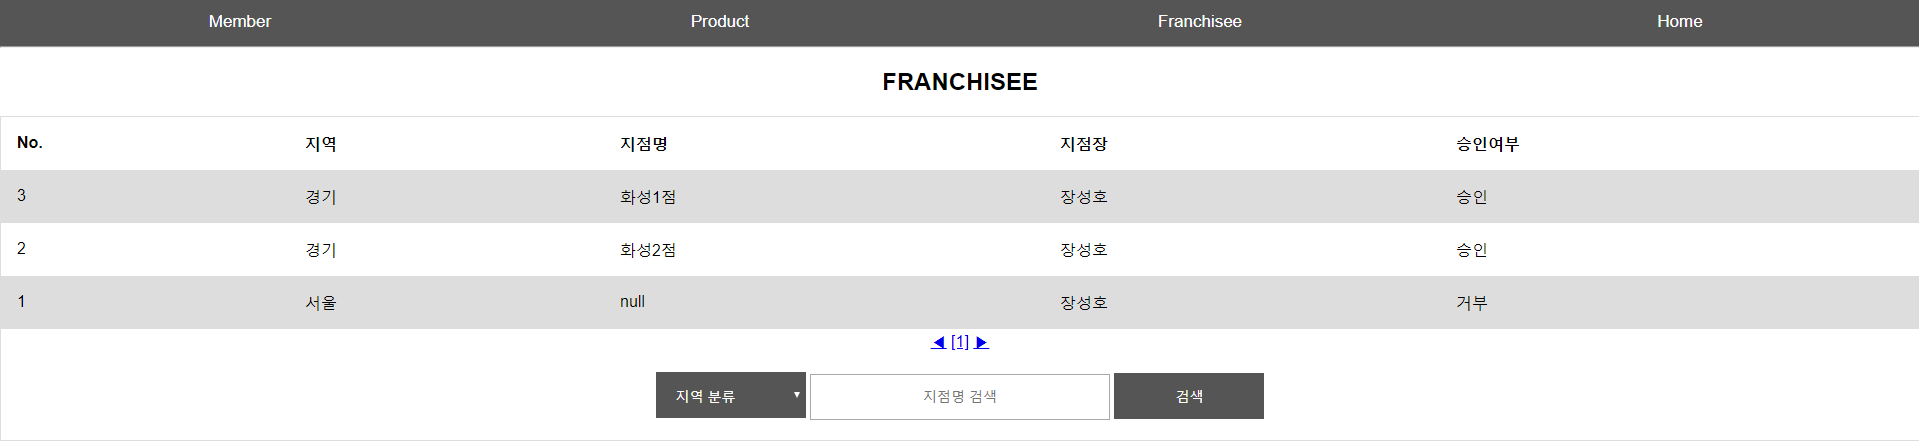 Member Product Franchisee Home
FRANCHISEE
No. 지역 지점명 지점장 승인여부
3 경기 화성1점 장성호 승인
2 경기 화성2점 장성호 승인
1 서울 null 장성호 거부
◀ [1] ▶
지역 분류 ▾ 지점명 검색 검색